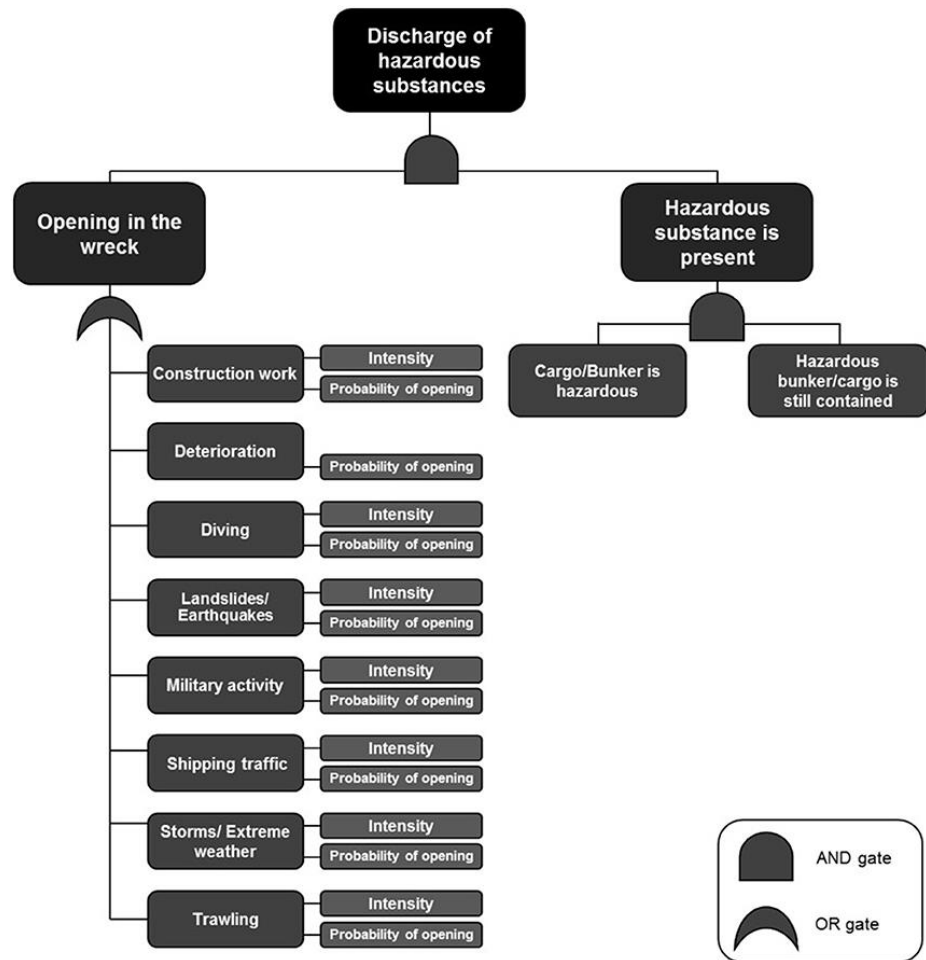 Discharge of
hazardous
substances
Opening in the
wreck
Hazardous
substance is
present
Cargo/Bunker is
hazardous
Hazardous
bunker/cargo is
still contained
Construction work
Intensity
Probability of opening
Deterioration
Probability of opening
Diving
Intensity
Probability of opening
Landslides/
Earthquakes
Intensity
Probability of opening
Military activity
Intensity
Probability of opening
Shipping traffic
Intensity
Probability of opening
Storms/ Extreme
weather
Intensity
Probability of opening
Trawling
Intensity
Probability of opening
AND gate
OR gate